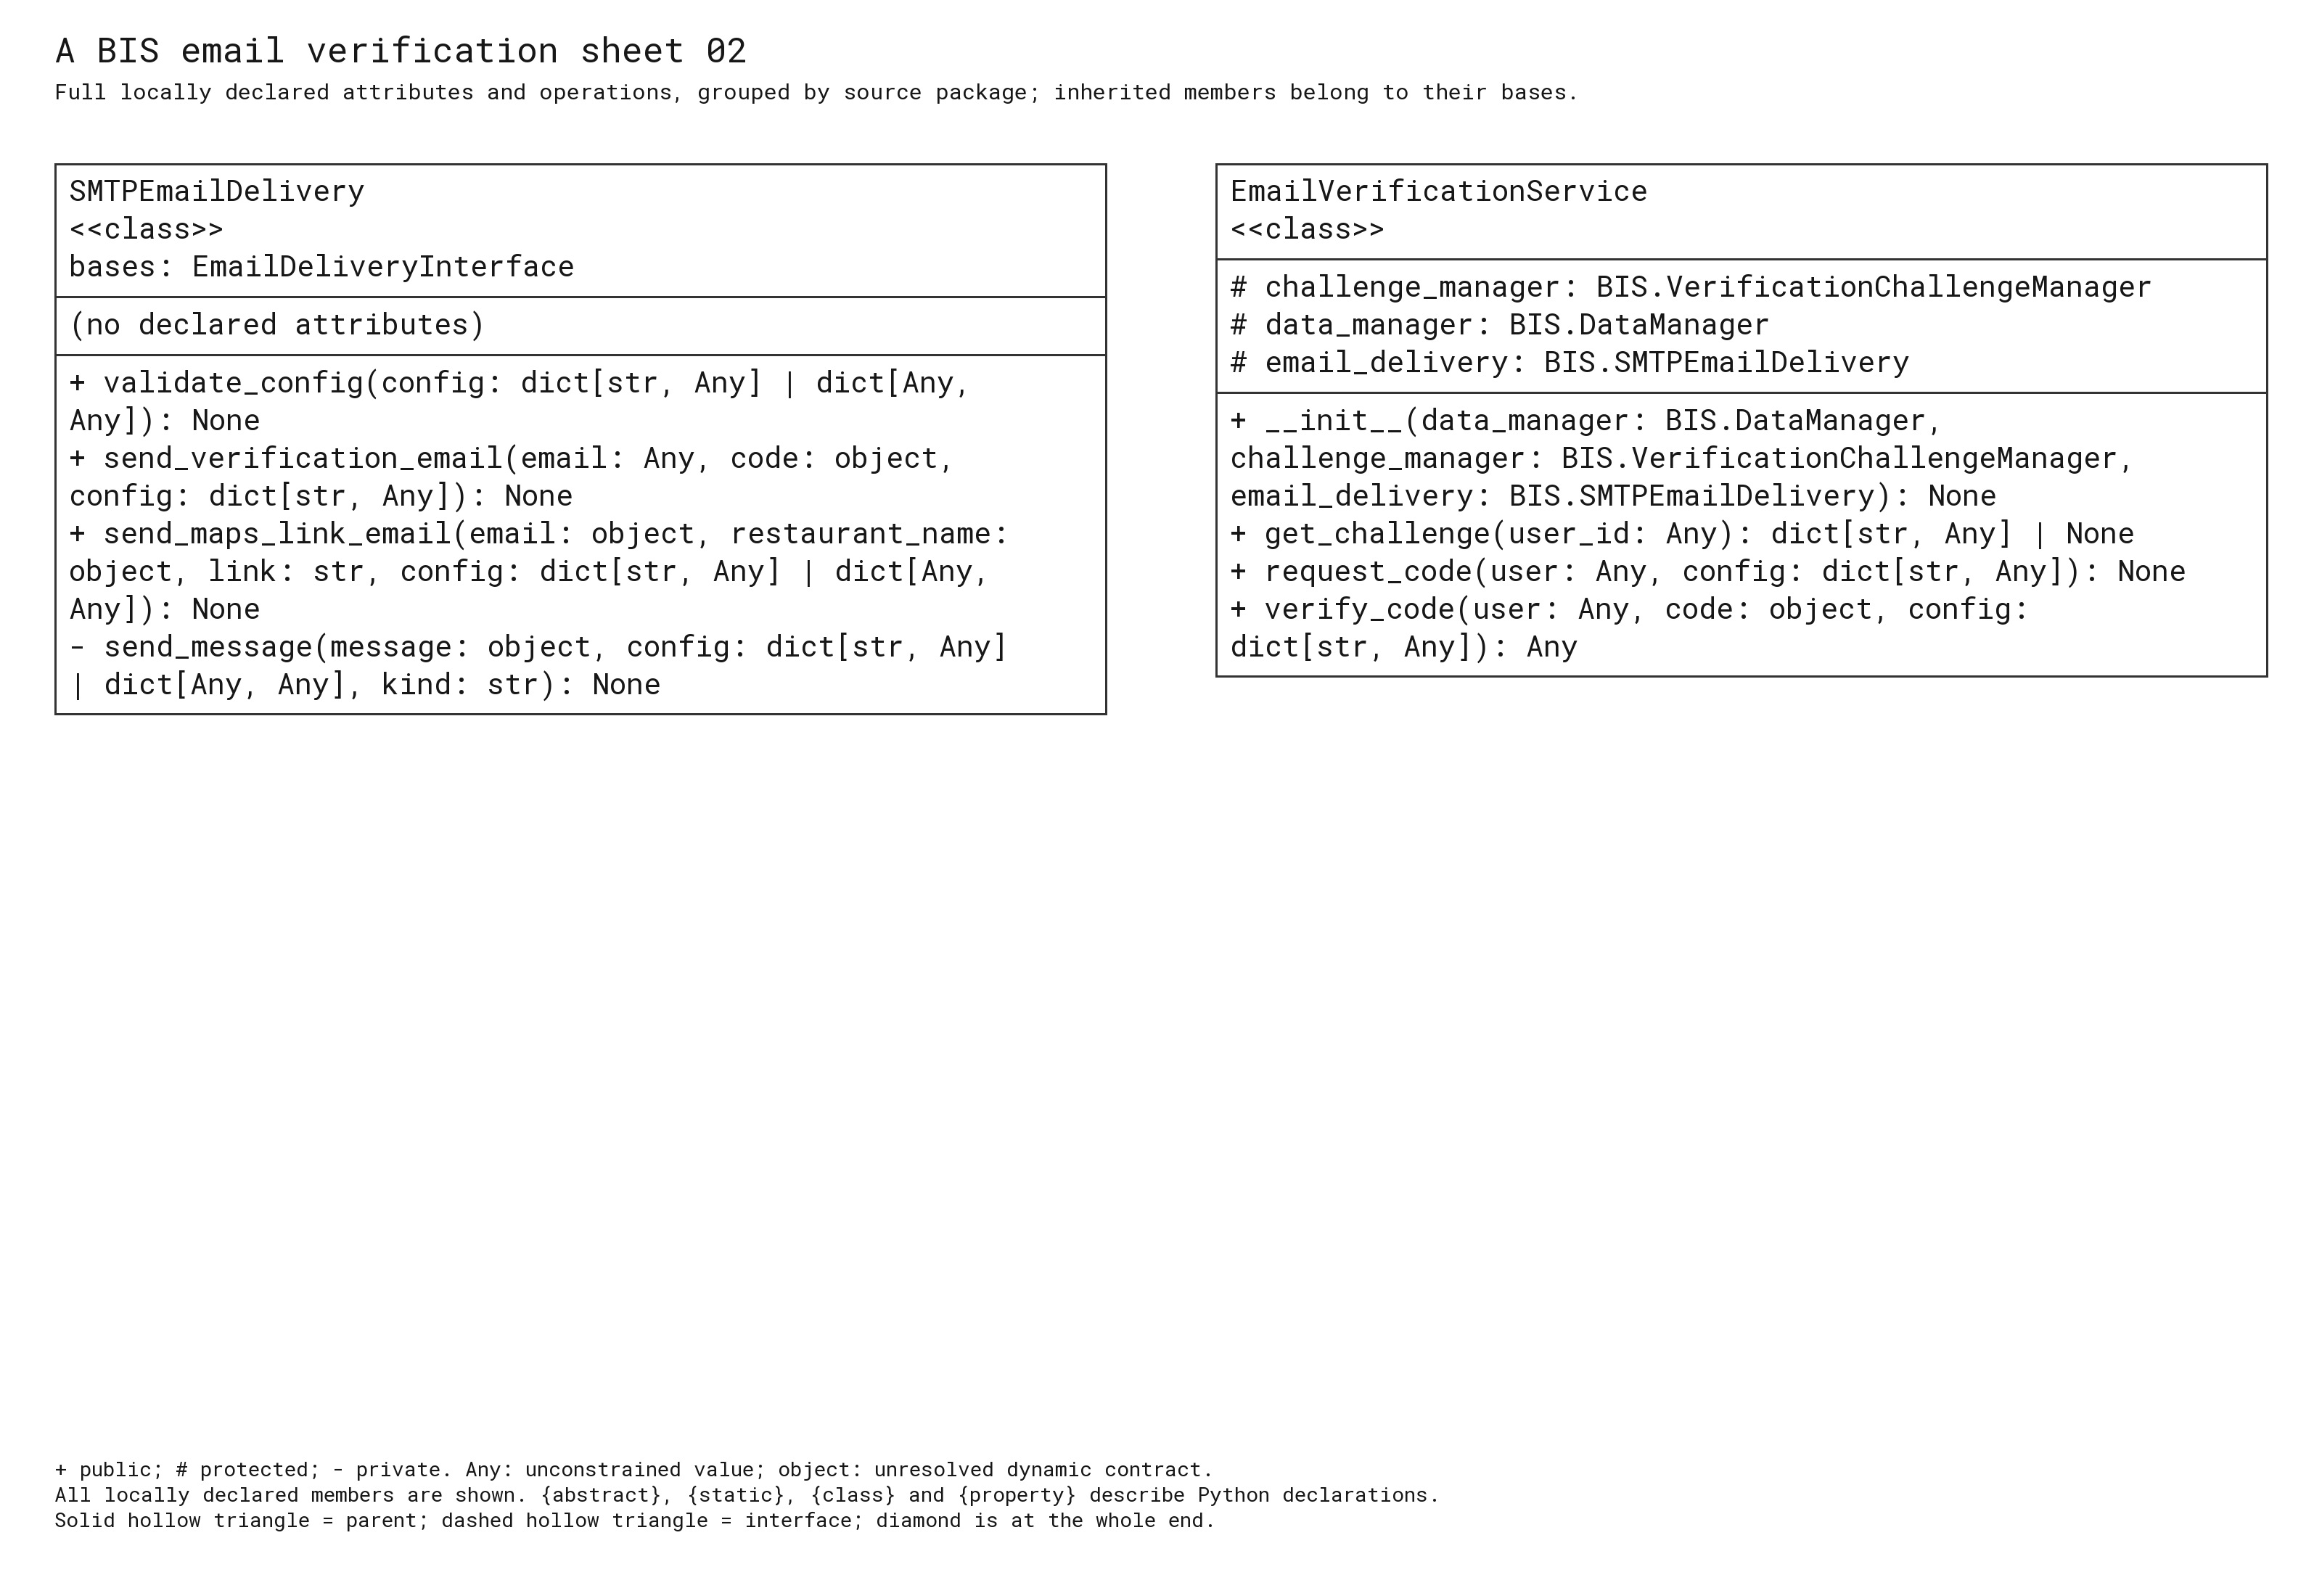 A BIS email verification sheet 02
Full locally declared attributes and operations, grouped by source package; inherited members belong to their bases.
SMTPEmailDelivery
<<class>>
bases: EmailDeliveryInterface
(no declared attributes)
+ validate_config(config: dict[str, Any] | dict[Any,
Any]): None
+ send_verification_email(email: Any, code: object,
config: dict[str, Any]): None
+ send_maps_link_email(email: object, restaurant_name:
object, link: str, config: dict[str, Any] | dict[Any,
Any]): None
- send_message(message: object, config: dict[str, Any]
| dict[Any, Any], kind: str): None
EmailVerificationService
<<class>>
# challenge_manager: BIS.VerificationChallengeManager
# data_manager: BIS.DataManager
# email_delivery: BIS.SMTPEmailDelivery
+ __init__(data_manager: BIS.DataManager,
challenge_manager: BIS.VerificationChallengeManager,
email_delivery: BIS.SMTPEmailDelivery): None
+ get_challenge(user_id: Any): dict[str, Any] | None
+ request_code(user: Any, config: dict[str, Any]): None
+ verify_code(user: Any, code: object, config:
dict[str, Any]): Any
+ public; # protected; - private. Any: unconstrained value; object: unresolved dynamic contract.
All locally declared members are shown. {abstract}, {static}, {class} and {property} describe Python declarations.
Solid hollow triangle = parent; dashed hollow triangle = interface; diamond is at the whole end.